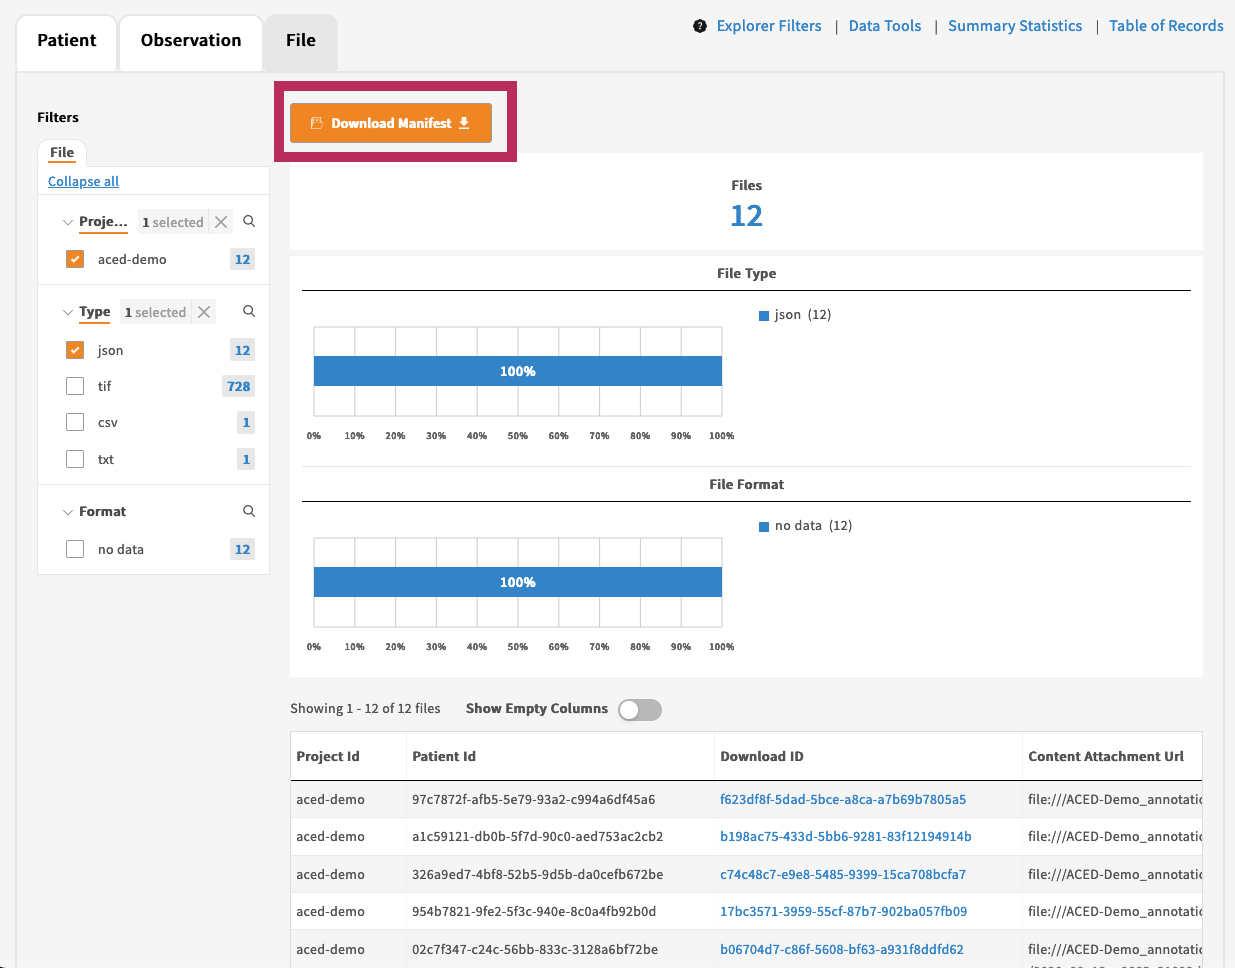 Patient
Observation
File
? Explorer Filters | Data Tools | Summary Statistics | Table of Records
Filters
File
Collapse all
Proje... 1 selected
aced-demo 12
Type 1 selected
json 12
tif 728
csv 1
txt 1
Format
no data 12
Download Manifest
Files
12
File Type
json (12)
100%
0% 10% 20% 30% 40% 50% 60% 70% 80% 90% 100%
File Format
no data (12)
100%
0% 10% 20% 30% 40% 50% 60% 70% 80% 90% 100%
Showing 1 - 12 of 12 files Show Empty Columns
Project Id Patient Id Download ID Content Attachment Url
aced-demo 97c7872f-afb5-5e79-93a2-c994a6df45a6 f623df8f-5dad-5bce-a8ca-a7b69b7805a5 file:///ACED-Demo_annotatic
aced-demo a1c59121-db0b-5f7d-90c0-aed753ac2cb2 b198ac75-433d-5bb6-9281-83f12194914b file:///ACED-Demo_annotatic
aced-demo 326a9ed7-4bf8-52b5-9d5b-da0cefb672be c74c48c7-e9e8-5485-9399-15ca708bcfa7 file:///ACED-Demo_annotatic
aced-demo 954b7821-9fe2-5f3c-940e-8c0a4fb92b0d 17bc3571-3959-55cf-87b7-902ba057fb09 file:///ACED-Demo_annotatic
aced-demo 02c7f347-c24c-56bb-833c-3128a6bf72be b06704d7-c86f-5608-bf63-a931f8ddfd62 file:///ACED-Demo_annotatic